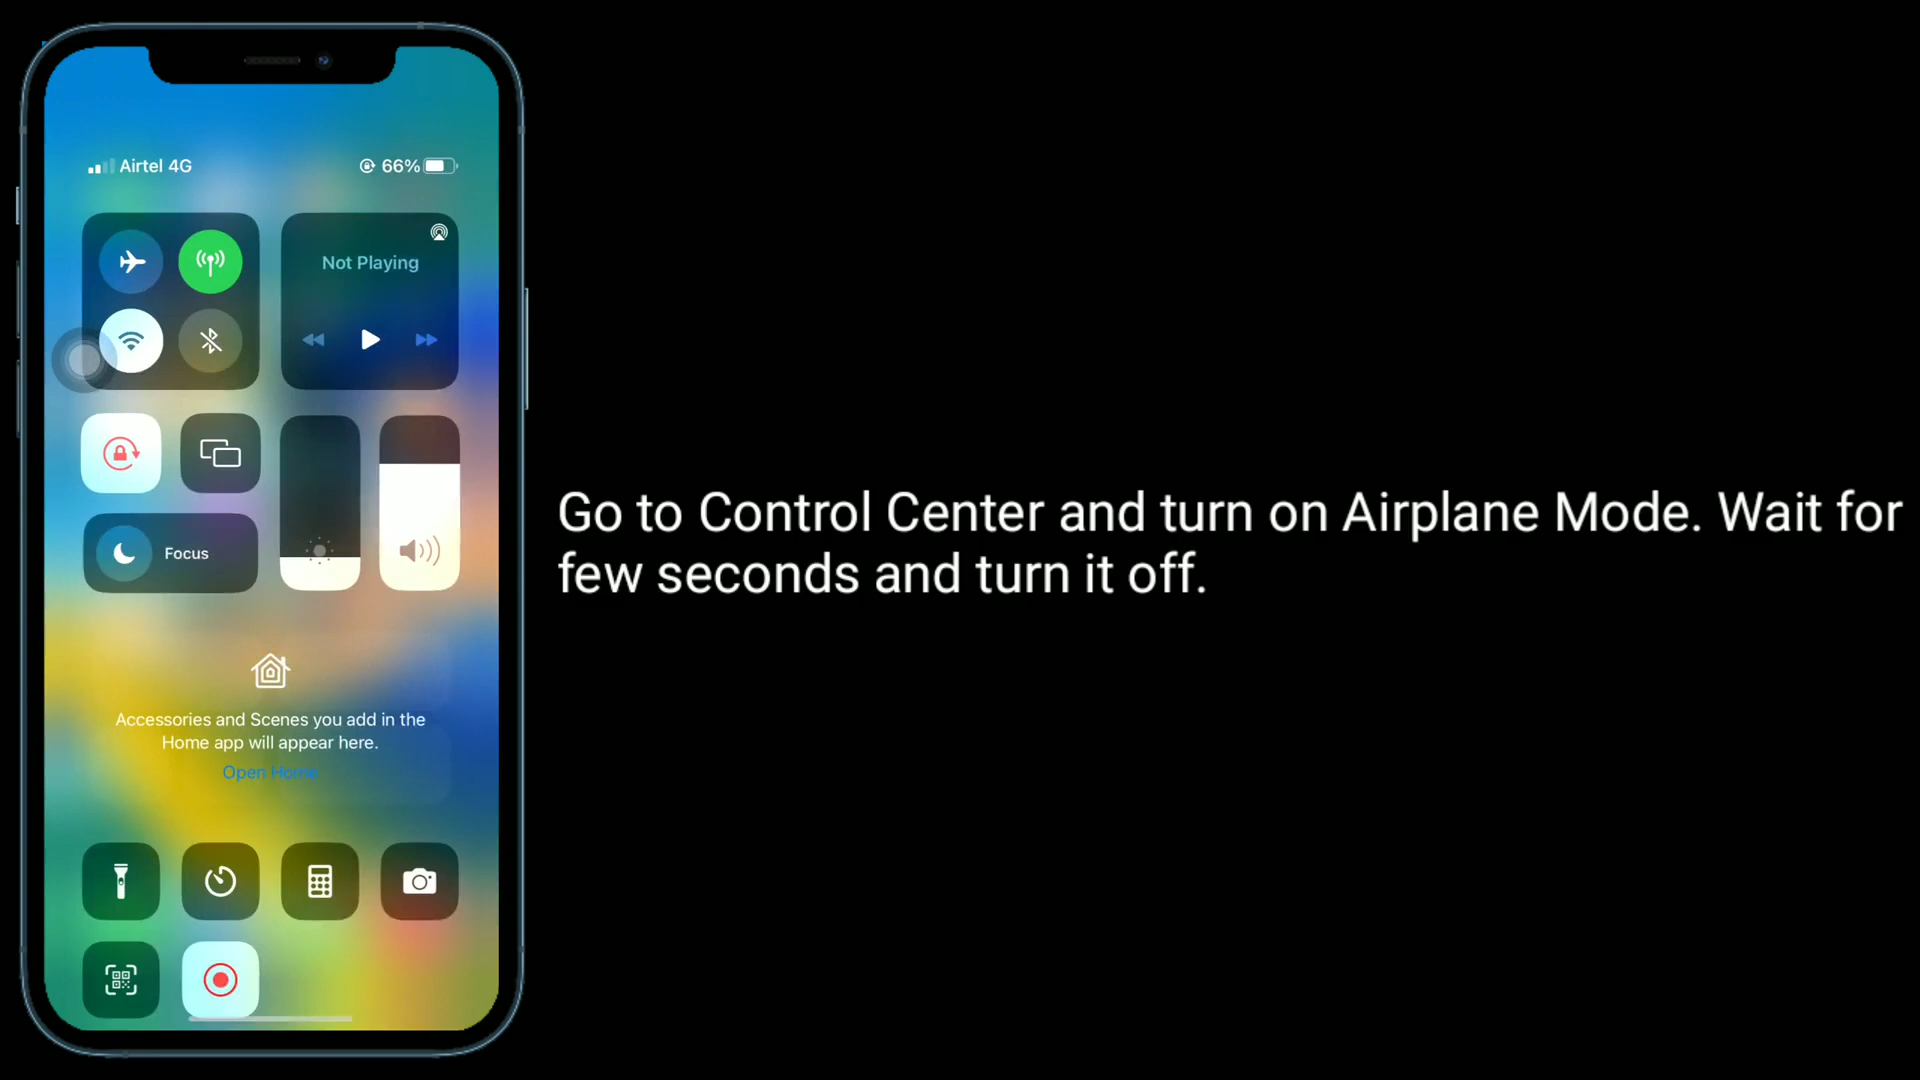 Airtel 4G 66%
Not Playing
Focus
Accessories and Scenes you add in the
Home app will appear here.
Open Home
Go to Control Center and turn on Airplane Mode. Wait for
few seconds and turn it off.